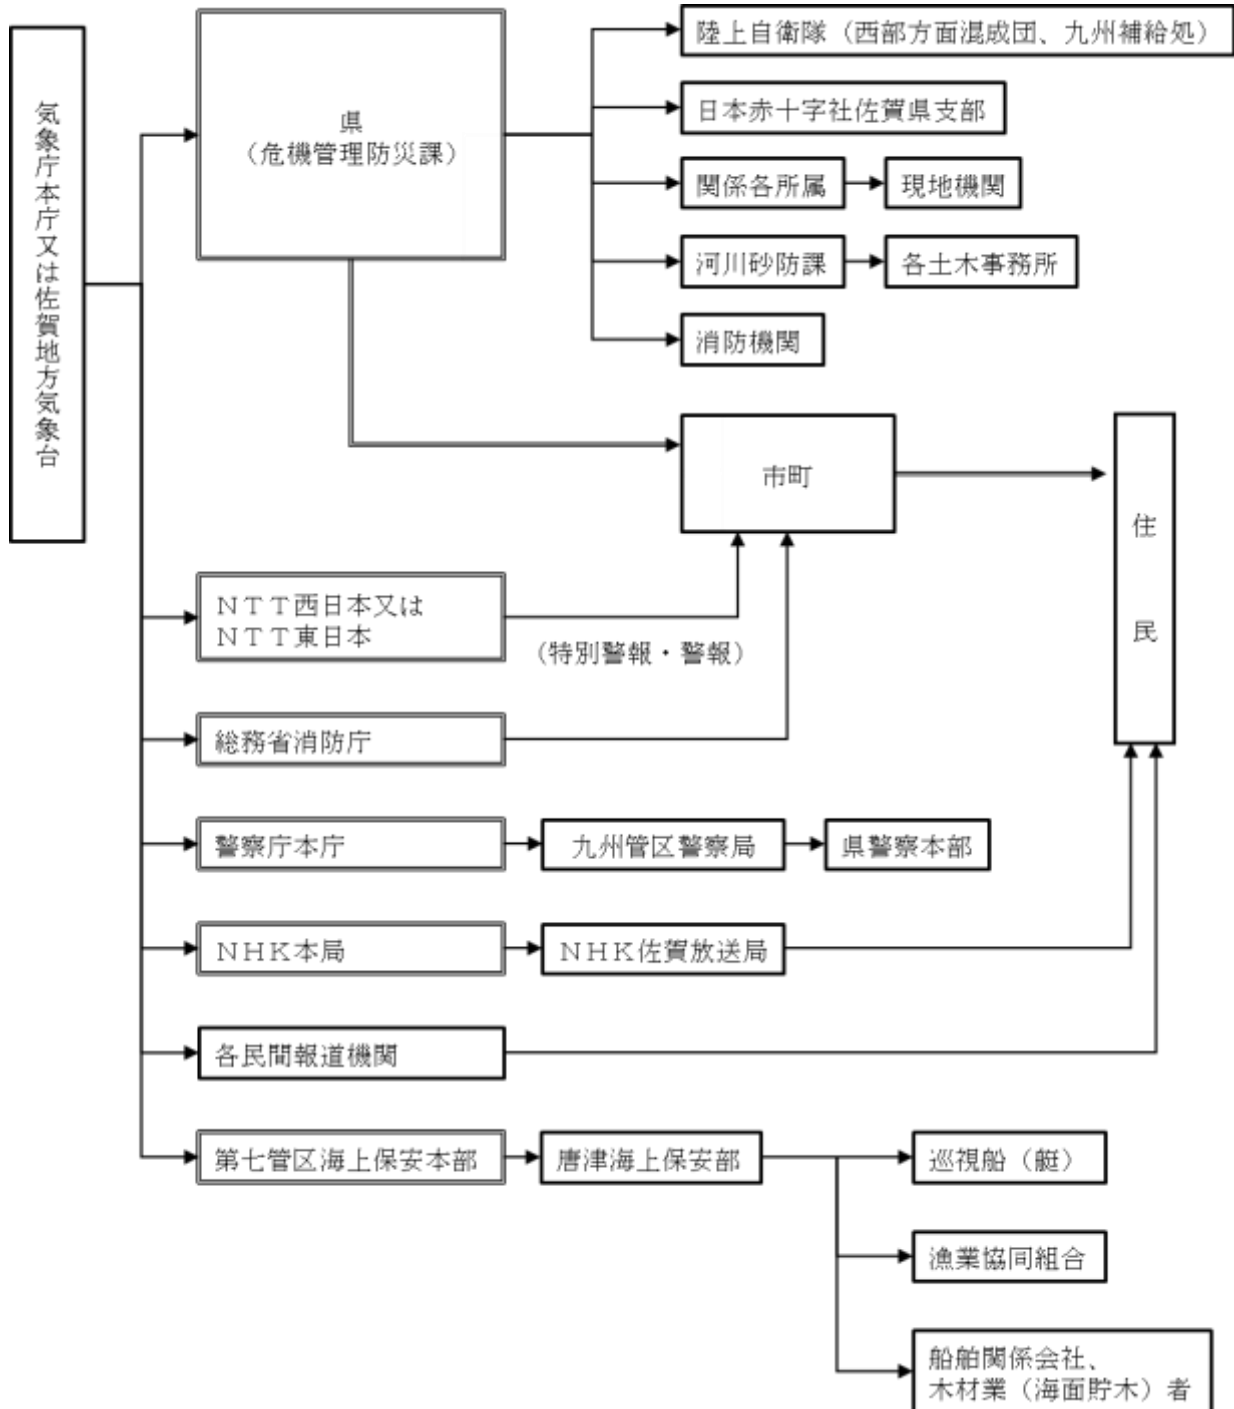 気象庁本庁又は佐賀地方気象台
県
（危機管理防災課）
陸上自衛隊（西部方面混成団、九州補給処）
日本赤十字社佐賀県支部
関係各所属
現地機関
河川砂防課
各土木事務所
消防機関
市町
住民
ＮＴＴ西日本又は
ＮＴＴ東日本
（特別警報・警報）
総務省消防庁
警察庁本庁
九州管区警察局
県警察本部
ＮＨＫ本局
ＮＨＫ佐賀放送局
各民間報道機関
第七管区海上保安本部
唐津海上保安部
巡視船（艇）
漁業協同組合
船舶関係会社、
木材業（海面貯木）者